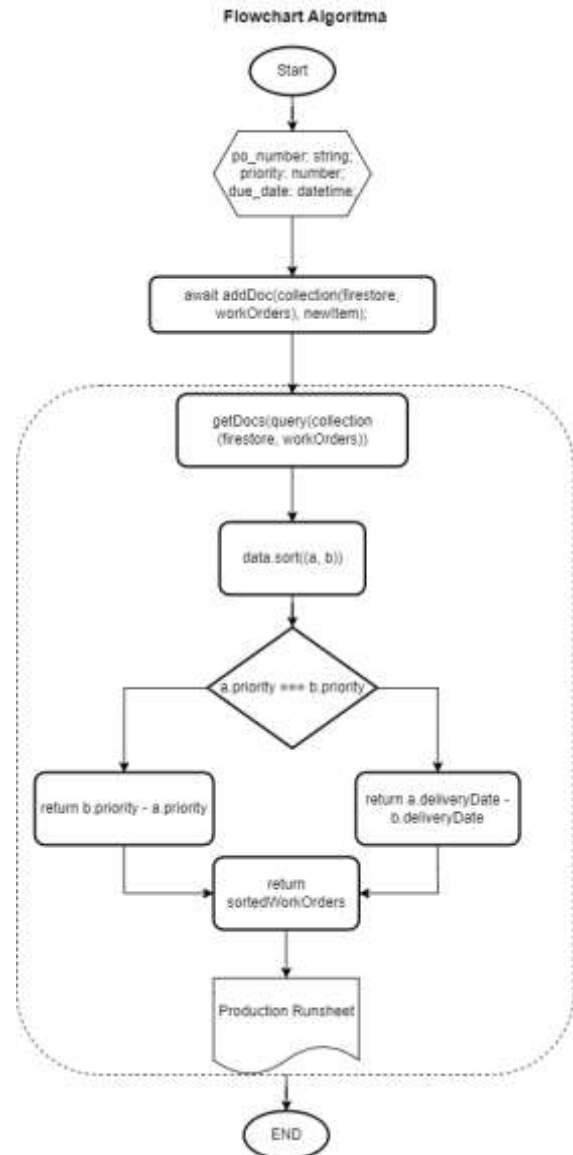 Flowchart Algoritma
Start
po_number: string;
priority: number;
due_date: datetime;
await addDoc(collection(firestore,
workOrders), newItem);
getDocs(query(collection
(firestore, workOrders))
data.sort((a, b))
a.priority === b.priority
return b.priority - a.priority
return a.deliveryDate -
b.deliveryDate
return
sortedWorkOrders
Production Runsheet
END